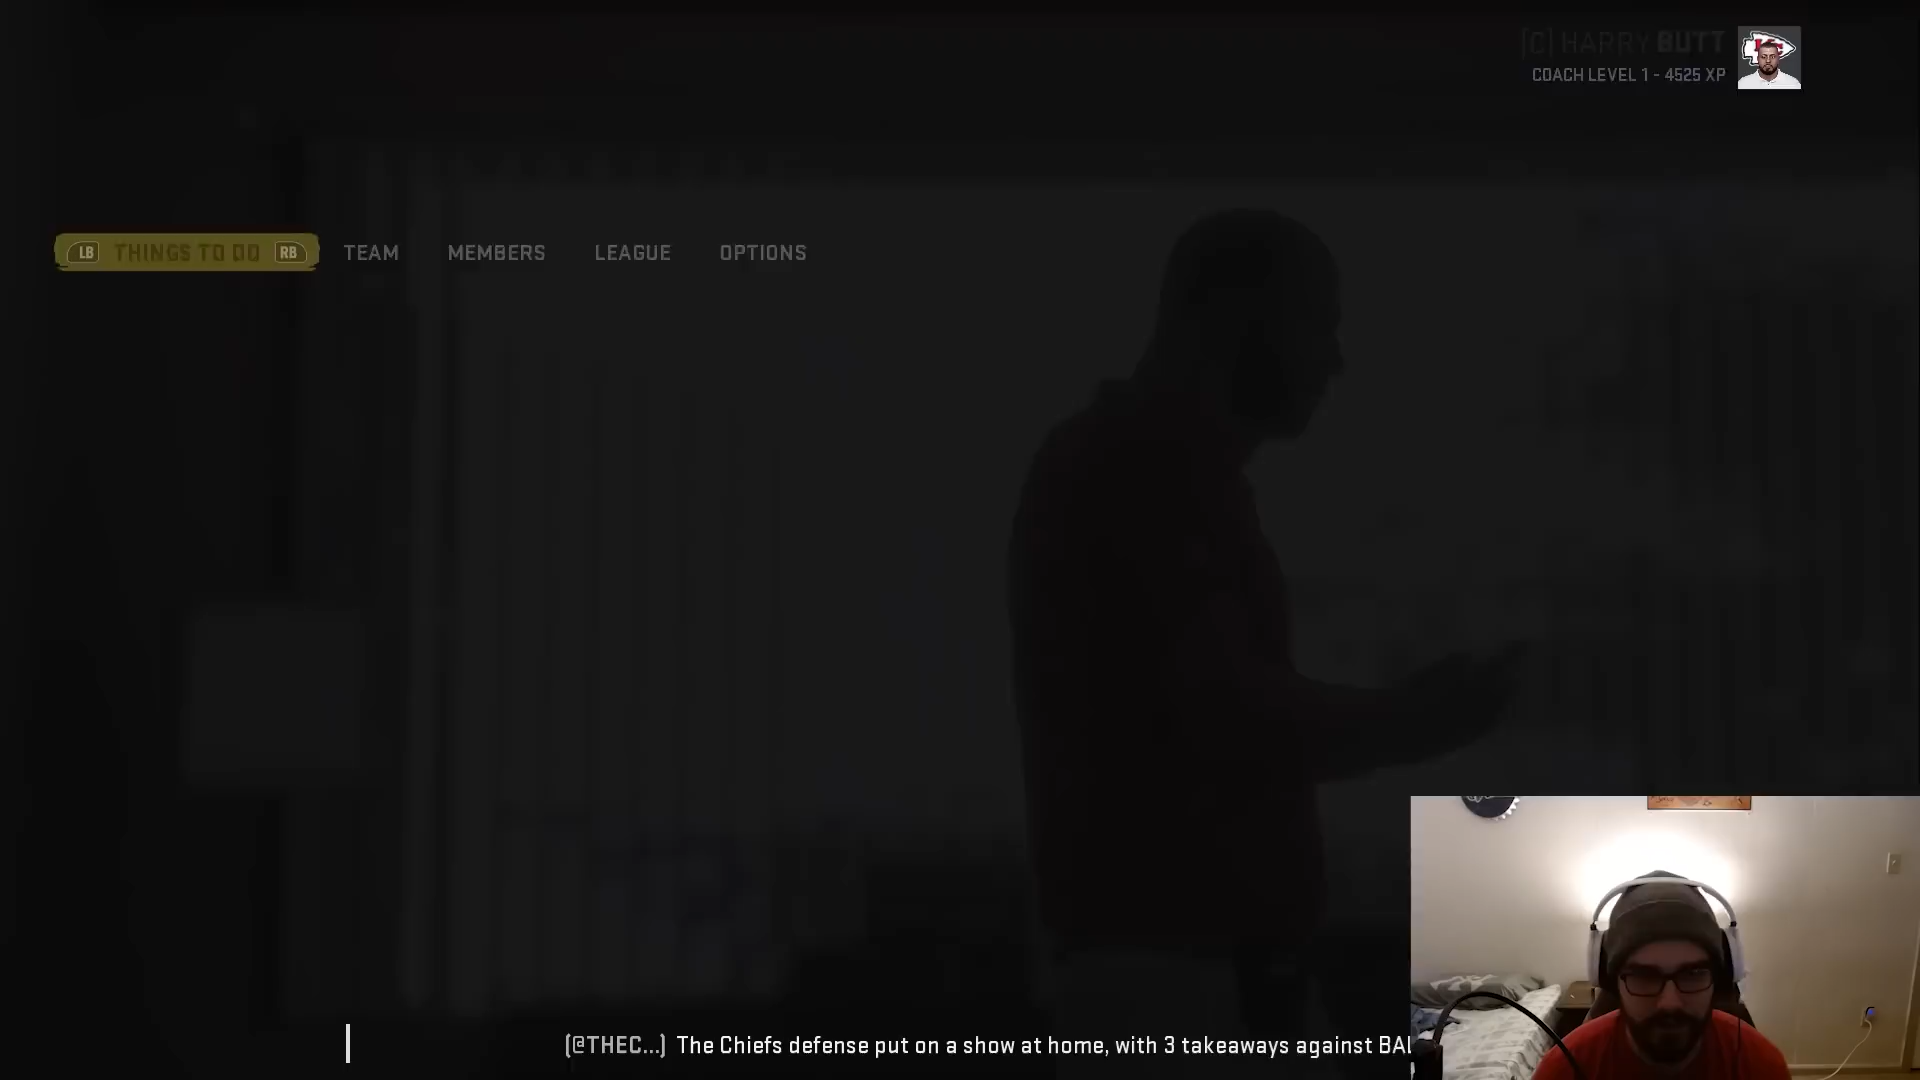 [C] HARRY BUTT
COACH LEVEL 1 - 4525 XP
LB THINGS TO DO RB TEAM MEMBERS LEAGUE OPTIONS
[@THEC...] The Chiefs defense put on a show at home, with 3 takeaways against BAL